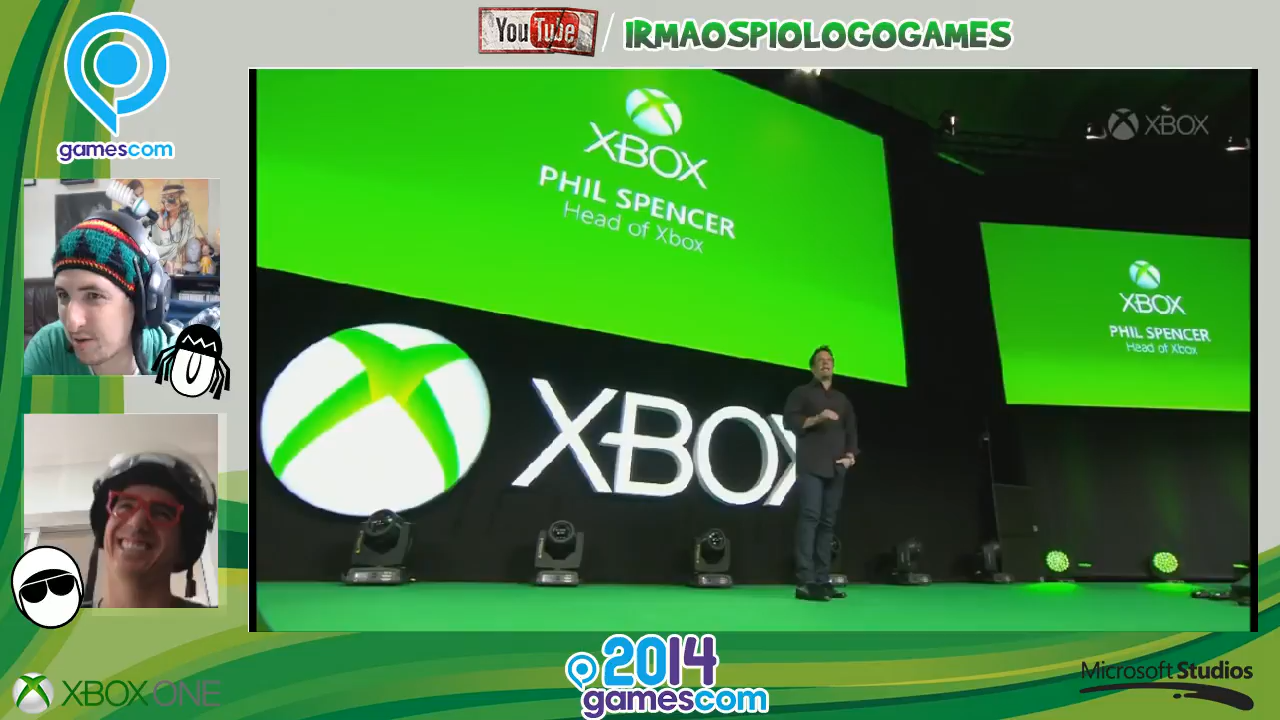 YouTube / IRMAOSPIOLOGOGAMES
gamescom
XBOX
PHIL SPENCER
Head of Xbox
XBOX
XBOX
PHIL SPENCER
Head of Xbox
XBOX
XBOX ONE
2014
gamescom
Microsoft Studios